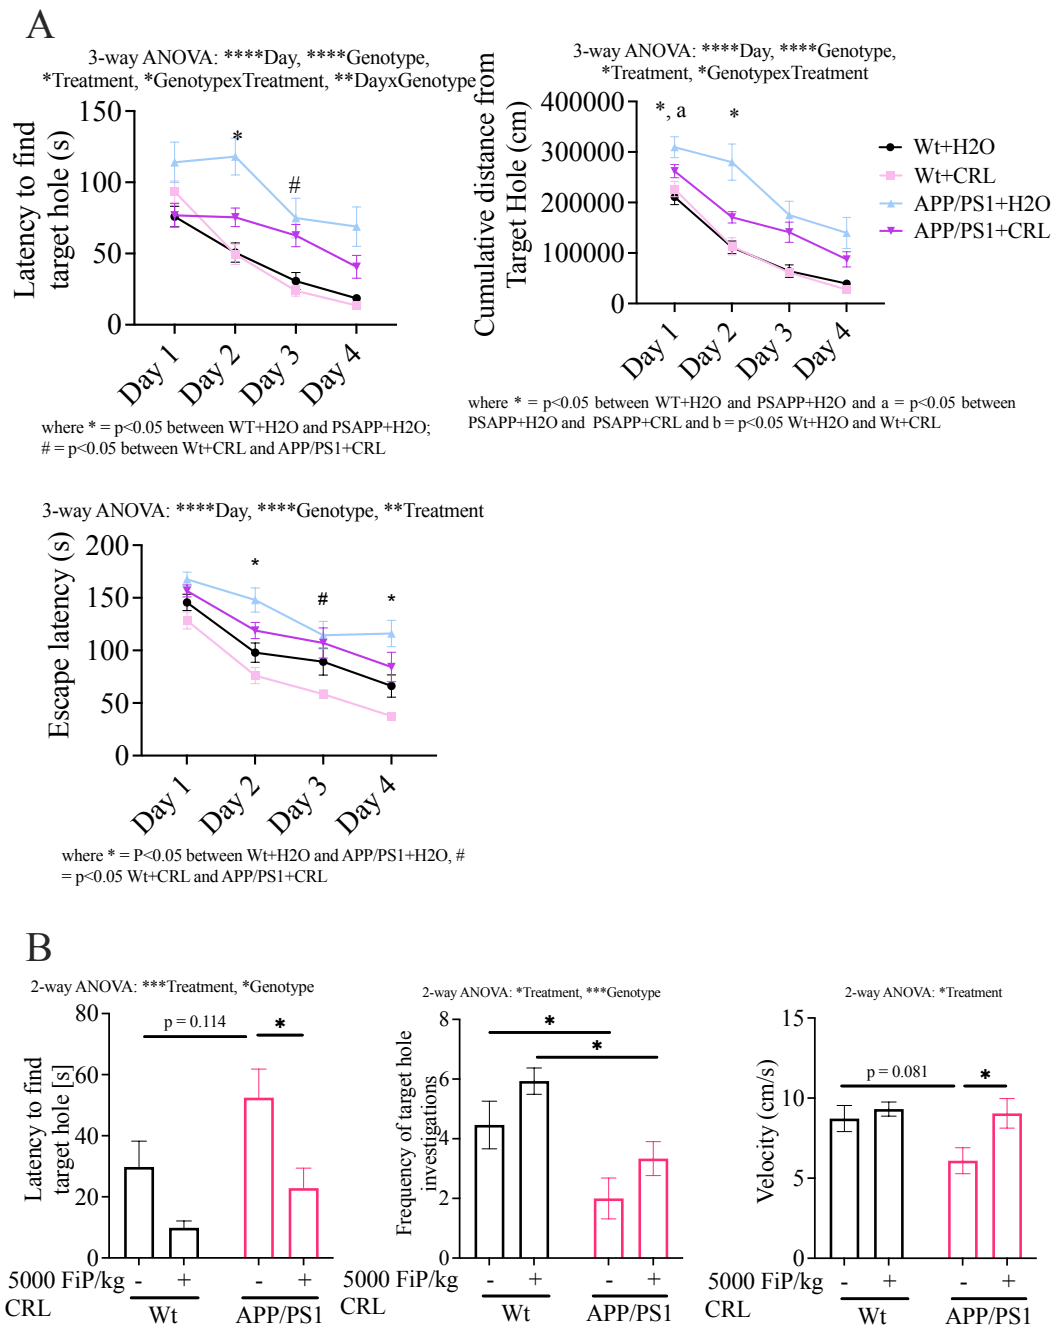 A
3-way ANOVA: ****Day, ****Genotype,
*Treatment, *GenotypexTreatment, **DayxGenotype
Latency to find
target hole (s)
150
100
50
0
*
#
Day 1
Day 2
Day 3
Day 4
where * = p<0.05 between WT+H2O and PSAPP+H2O;
# = p<0.05 between Wt+CRL and APP/PS1+CRL
3-way ANOVA: ****Day, ****Genotype,
*Treatment, *GenotypexTreatment
Cumulative distance from
Target Hole (cm)
400000
300000
200000
100000
0
*, a
*
Day 1
Day 2
Day 3
Day 4
Wt+H2O
Wt+CRL
APP/PS1+H2O
APP/PS1+CRL
where * = p<0.05 between WT+H2O and PSAPP+H2O and a = p<0.05 between
PSAPP+H2O and PSAPP+CRL and b = p<0.05 Wt+H2O and Wt+CRL
3-way ANOVA: ****Day, ****Genotype, **Treatment
Escape latency (s)
200
150
100
50
0
*
#
*
Day 1
Day 2
Day 3
Day 4
where * = P<0.05 between Wt+H2O and APP/PS1+H2O, #
= p<0.05 Wt+CRL and APP/PS1+CRL
B
2-way ANOVA: ***Treatment, *Genotype
Latency to find
target hole [s]
80
60
40
20
0
p = 0.114
*
5000 FiP/kg
CRL
- + - +
Wt APP/PS1
2-way ANOVA: *Treatment, ***Genotype
Frequency of target hole
investigations
8
6
4
2
0
*
*
5000 FiP/kg
CRL
- + - +
Wt APP/PS1
2-way ANOVA: *Treatment
Velocity (cm/s)
15
10
5
0
p = 0.081
*
5000 FiP/kg
CRL
- + - +
Wt APP/PS1